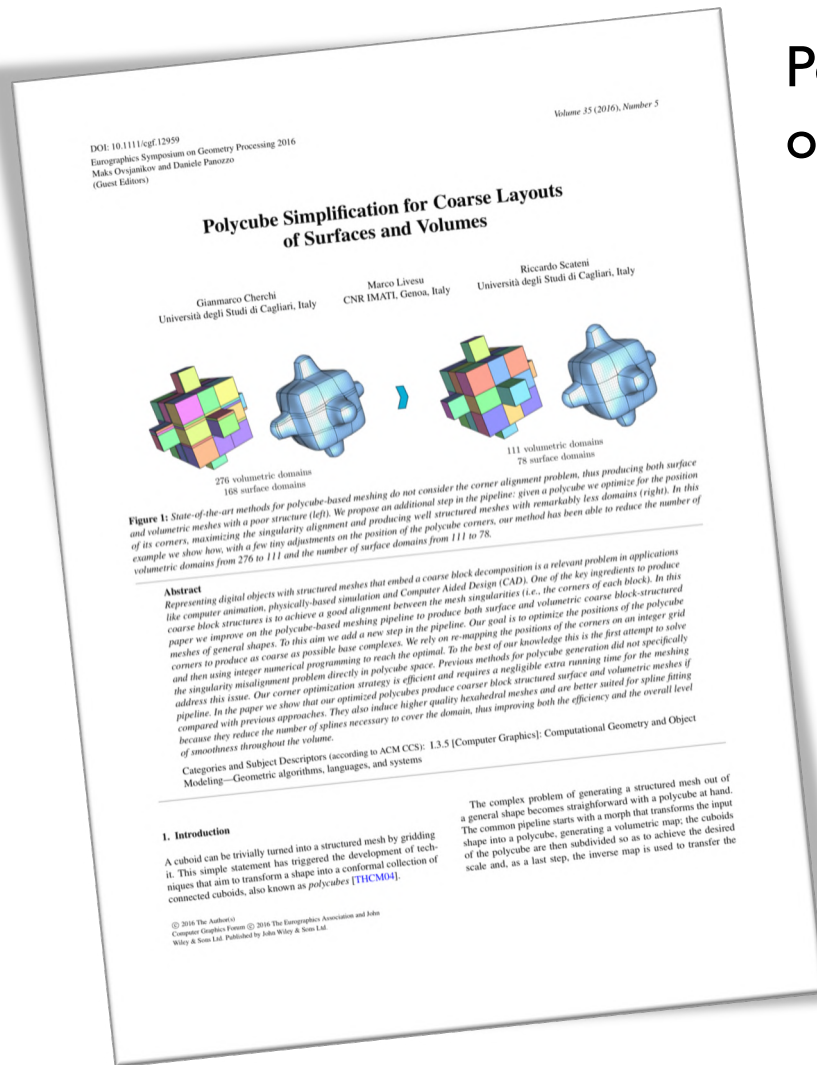 DOI: 10.1111/cgf.12959
Eurographics Symposium on Geometry Processing 2016
Maks Ovsjanikov and Daniele Panozzo
(Guest Editors)
Volume 35 (2016), Number 5
Polycube Simplification for Coarse Layouts
of Surfaces and Volumes
Gianmarco Cherchi
Università degli Studi di Cagliari, Italy
Marco Livesu
CNR IMATI, Genoa, Italy
Riccardo Scateni
Università degli Studi di Cagliari, Italy
276 volumetric domains
168 surface domains
111 volumetric domains
78 surface domains
Figure 1: State-of-the-art methods for polycube-based meshing do not consider the corner alignment problem, thus producing both surface
and volumetric meshes with a poor structure (left). We propose an additional step in the pipeline: given a polycube we optimize for the position
of its corners, maximizing the singularity alignment and producing well structured meshes with remarkably less domains (right). In this
example we show how, with a few tiny adjustments on the position of the polycube corners, our method has been able to reduce the number of
volumetric domains from 276 to 111 and the number of surface domains from 111 to 78.
Abstract
Representing digital objects with structured meshes that embed a coarse block decomposition is a relevant problem in applications
like computer animation, physically-based simulation and Computer Aided Design (CAD). One of the key ingredients to produce
coarse block structures is to achieve a good alignment between the mesh singularities (i.e., the corners of each block). In this
paper we improve on the polycube-based meshing pipeline to produce both surface and volumetric coarse block-structured
meshes of general shapes. To this aim we add a new step in the pipeline. Our goal is to optimize the positions of the polycube
corners to produce as coarse as possible base complexes. We rely on re-mapping the positions of the corners on an integer grid
and then using integer numerical programming to reach the optimal. To the best of our knowledge this is the first attempt to solve
the singularity misalignment problem directly in polycube space. Previous methods for polycube generation did not specifically
address this issue. Our corner optimization strategy is efficient and requires a negligible extra running time for the meshing
pipeline. In the paper we show that our optimized polycubes produce coarser block structured surface and volumetric meshes if
compared with previous approaches. They also induce higher quality hexahedral meshes and are better suited for spline fitting
because they reduce the number of splines necessary to cover the domain, thus improving both the efficiency and the overall level
of smoothness throughout the volume.
Categories and Subject Descriptors (according to ACM CCS): I.3.5 [Computer Graphics]: Computational Geometry and Object
Modeling—Geometric algorithms, languages, and systems
1. Introduction
A cuboid can be trivially turned into a structured mesh by gridding
it. This simple statement has triggered the development of tech-
niques that aim to transform a shape into a conformal collection of
connected cuboids, also known as polycubes [THCM04].
The complex problem of generating a structured mesh out of
a general shape becomes straighforward with a polycube at hand.
The common pipeline starts with a morph that transforms the input
shape into a polycube, generating a volumetric map; the cuboids
of the polycube are then subdivided so as to achieve the desired
scale and, as a last step, the inverse map is used to transfer the
© 2016 The Author(s)
Computer Graphics Forum © 2016 The Eurographics Association and John
Wiley & Sons Ltd. Published by John Wiley & Sons Ltd.